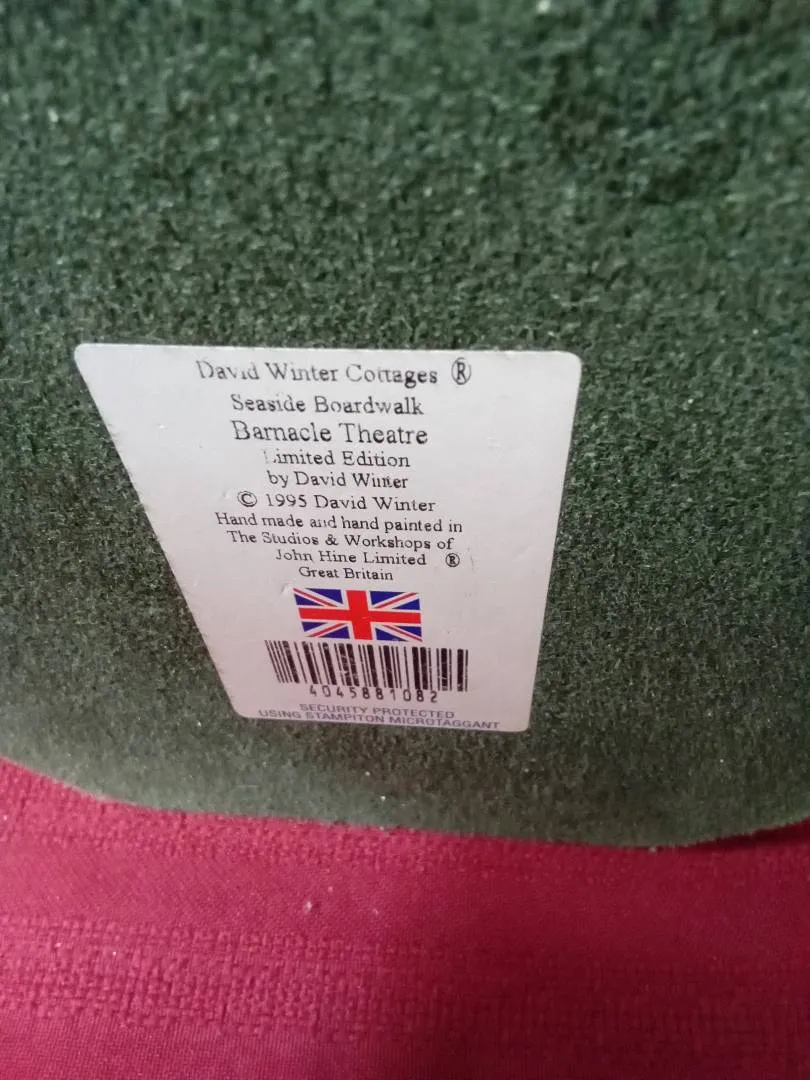 David Winter Cottages ®
Seaside Boardwalk
Barnacle Theatre
Limited Edition
by David Winter
© 1995 David Winter
Hand made and hand painted in
The Studios & Workshops of
John Hine Limited ®
Great Britain
4045881082
SECURITY PROTECTED
USING STAMPITON MICROTAGGANT